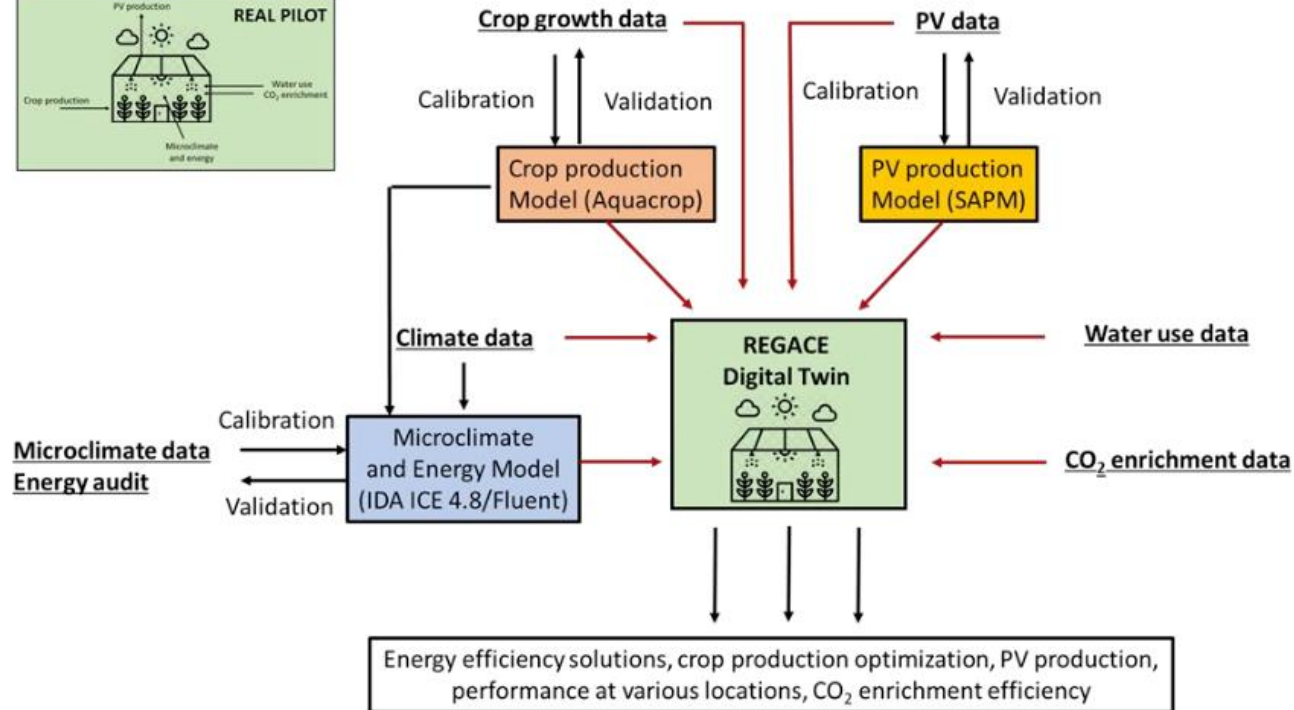 PV production
REAL PILOT
Water use
CO₂ enrichment
Crop production
Microclimate
and energy
Crop growth data
PV data
Calibration
Validation
Calibration
Validation
Crop production
Model (Aquacrop)
PV production
Model (SAPM)
Climate data
REGACE
Digital Twin
Water use data
Calibration
Microclimate data
Energy audit
Validation
Microclimate
and Energy Model
(IDA ICE 4.8/Fluent)
CO₂ enrichment data
Energy efficiency solutions, crop production optimization, PV production,
performance at various locations, CO₂ enrichment efficiency